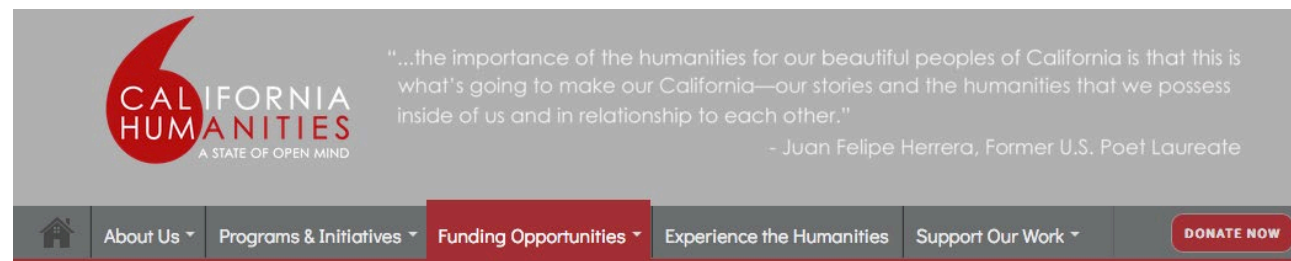 CALIFORNIA
HUMANITIES
A STATE OF OPEN MIND
"...the importance of the humanities for our beautiful peoples of California is that this is
what's going to make our California—our stories and the humanities that we possess
inside of us and in relationship to each other."
- Juan Felipe Herrera, Former U.S. Poet Laureate
About Us Programs & Initiatives Funding Opportunities Experience the Humanities Support Our Work DONATE NOW